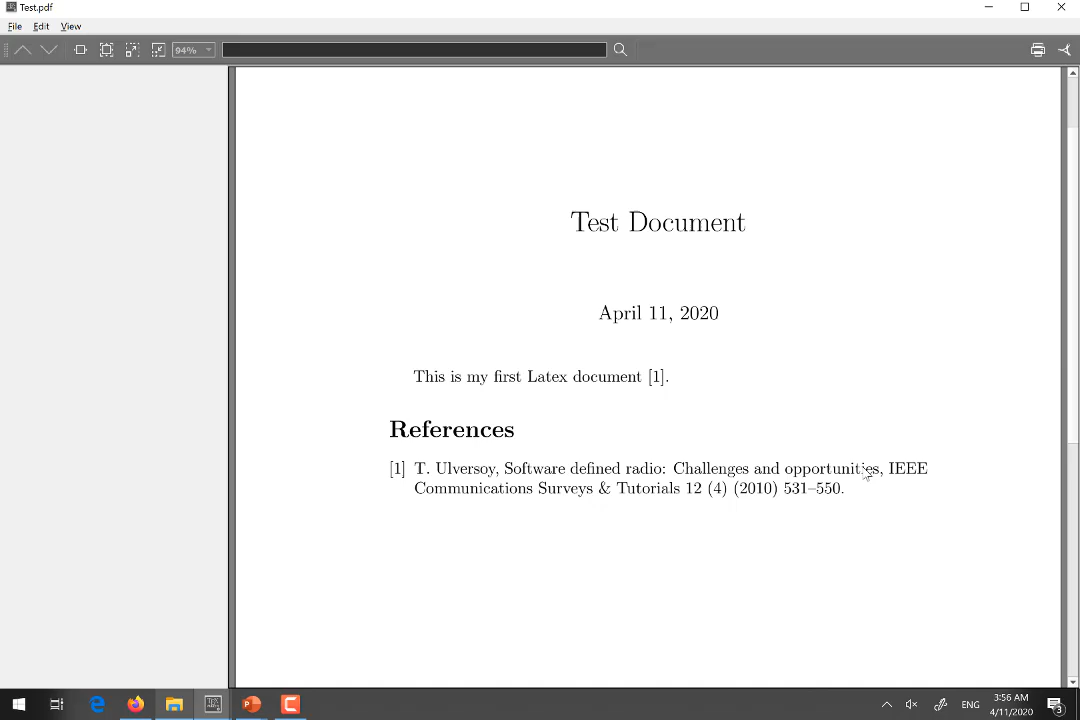 Test.pdf
File Edit View
94%
Test Document
April 11, 2020
This is my first Latex document [1].
References
[1] T. Ulversoy, Software defined radio: Challenges and opportunities, IEEE
Communications Surveys & Tutorials 12 (4) (2010) 531–550.
3:56 AM
ENG
4/11/2020
3